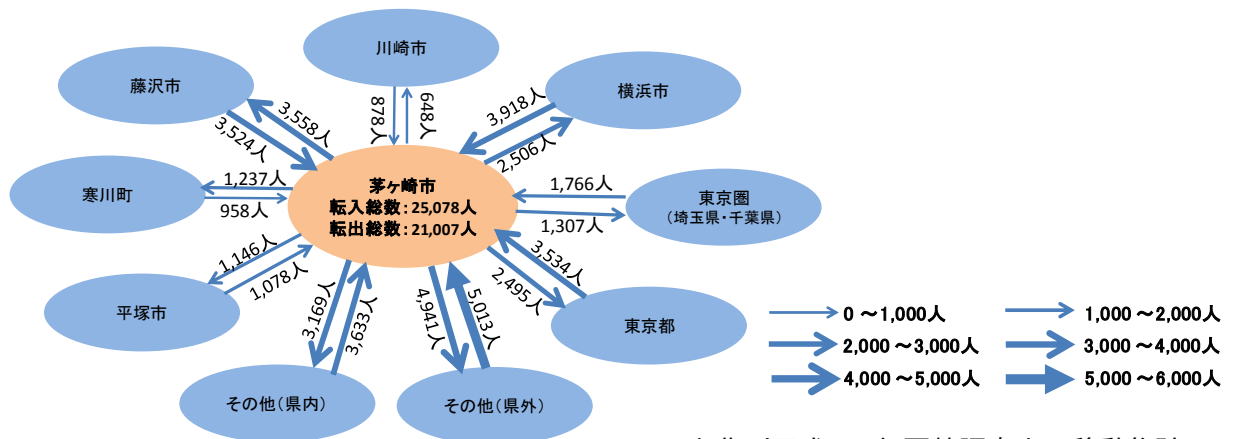 川崎市
藤沢市
横浜市
878人
648人
3,558人
3,524人
3,918人
2,506人
寒川町
1,237人
958人
茅ヶ崎市
転入総数：25,078人
転出総数：21,007人
1,766人
1,307人
東京圏
（埼玉県・千葉県）
平塚市
1,146人
1,078人
3,169人
3,633人
4,941人
5,013人
3,534人
2,495人
東京都
その他（県内）
その他（県外）
0 ～1,000人
1,000 ～2,000人
2,000 ～3,000人
3,000 ～4,000人
4,000 ～5,000人
5,000 ～6,000人